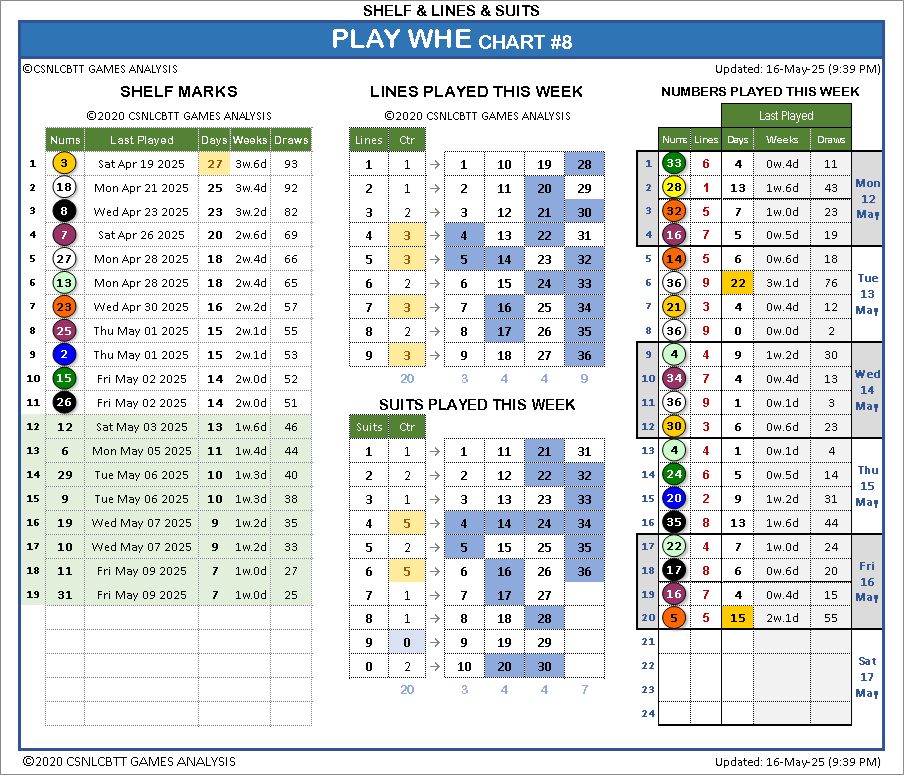 SHELF & LINES & SUITS
PLAY WHE CHART #8
©CSNLCBTT GAMES ANALYSIS
Updated: 16-May-25 (9:39 PM)
SHELF MARKS
©2020 CSNLCBTT GAMES ANALYSIS
Nums Last Played Days Weeks Draws
1 3 Sat Apr 19 2025 27 3w.6d 93
2 18 Mon Apr 21 2025 25 3w.4d 92
3 8 Wed Apr 23 2025 23 3w.2d 82
4 7 Sat Apr 26 2025 20 2w.6d 69
5 27 Mon Apr 28 2025 18 2w.4d 66
6 13 Mon Apr 28 2025 18 2w.4d 65
7 23 Wed Apr 30 2025 16 2w.2d 57
8 25 Thu May 01 2025 15 2w.1d 55
9 2 Thu May 01 2025 15 2w.1d 53
10 15 Fri May 02 2025 14 2w.0d 52
11 26 Fri May 02 2025 14 2w.0d 51
12 12 Sat May 03 2025 13 1w.6d 46
13 6 Mon May 05 2025 11 1w.4d 44
14 29 Tue May 06 2025 10 1w.3d 40
15 9 Tue May 06 2025 10 1w.3d 38
16 19 Wed May 07 2025 9 1w.2d 35
17 10 Wed May 07 2025 9 1w.2d 33
18 11 Fri May 09 2025 7 1w.0d 27
19 31 Fri May 09 2025 7 1w.0d 25
LINES PLAYED THIS WEEK
©2020 CSNLCBTT GAMES ANALYSIS
Lines Ctr
1 1 → 1 10 19 28
2 1 → 2 11 20 29
3 2 → 3 12 21 30
4 3 → 4 13 22 31
5 3 → 5 14 23 32
6 2 → 6 15 24 33
7 3 → 7 16 25 34
8 2 → 8 17 26 35
9 3 → 9 18 27 36
20 3 4 4 9
SUITS PLAYED THIS WEEK
Suits Ctr
1 1 → 1 11 21 31
2 2 → 2 12 22 32
3 1 → 3 13 23 33
4 5 → 4 14 24 34
5 2 → 5 15 25 35
6 5 → 6 16 26 36
7 1 → 7 17 27
8 1 → 8 18 28
9 0 → 9 19 29
0 2 → 10 20 30
20 3 4 4 7
NUMBERS PLAYED THIS WEEK
Last Played
Nums Lines Days Weeks Draws
1 33 6 4 0w.4d 11
2 28 1 13 1w.6d 43
3 32 5 7 1w.0d 23
4 16 7 5 0w.5d 19
Mon
12
May
5 14 5 6 0w.6d 18
6 36 9 22 3w.1d 76
7 21 3 4 0w.4d 12
8 36 9 0 0w.0d 2
Tue
13
May
9 4 4 9 1w.2d 30
10 34 7 4 0w.4d 13
11 36 9 1 0w.1d 3
12 30 3 6 0w.6d 23
Wed
14
May
13 4 4 1 0w.1d 4
14 24 6 5 0w.5d 14
15 20 2 9 1w.2d 31
16 35 8 13 1w.6d 44
Thu
15
May
17 22 4 7 1w.0d 24
18 17 8 6 0w.6d 20
19 16 7 4 0w.4d 15
20 5 5 15 2w.1d 55
Fri
16
May
21
22
23
24
Sat
17
May
©2020 CSNLCBTT GAMES ANALYSIS
Updated: 16-May-25 (9:39 PM)